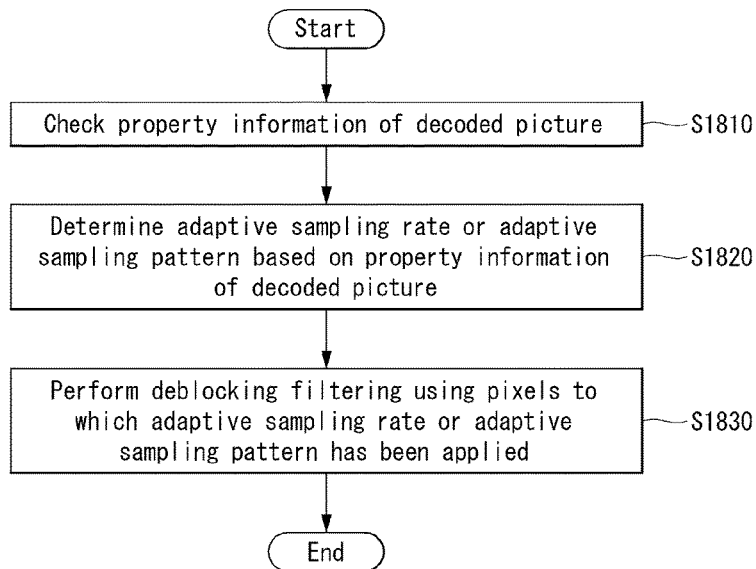 Start
Check property information of decoded picture
S1810
Determine adaptive sampling rate or adaptive
sampling pattern based on property information
of decoded picture
S1820
Perform deblocking filtering using pixels to
which adaptive sampling rate or adaptive
sampling pattern has been applied
S1830
End